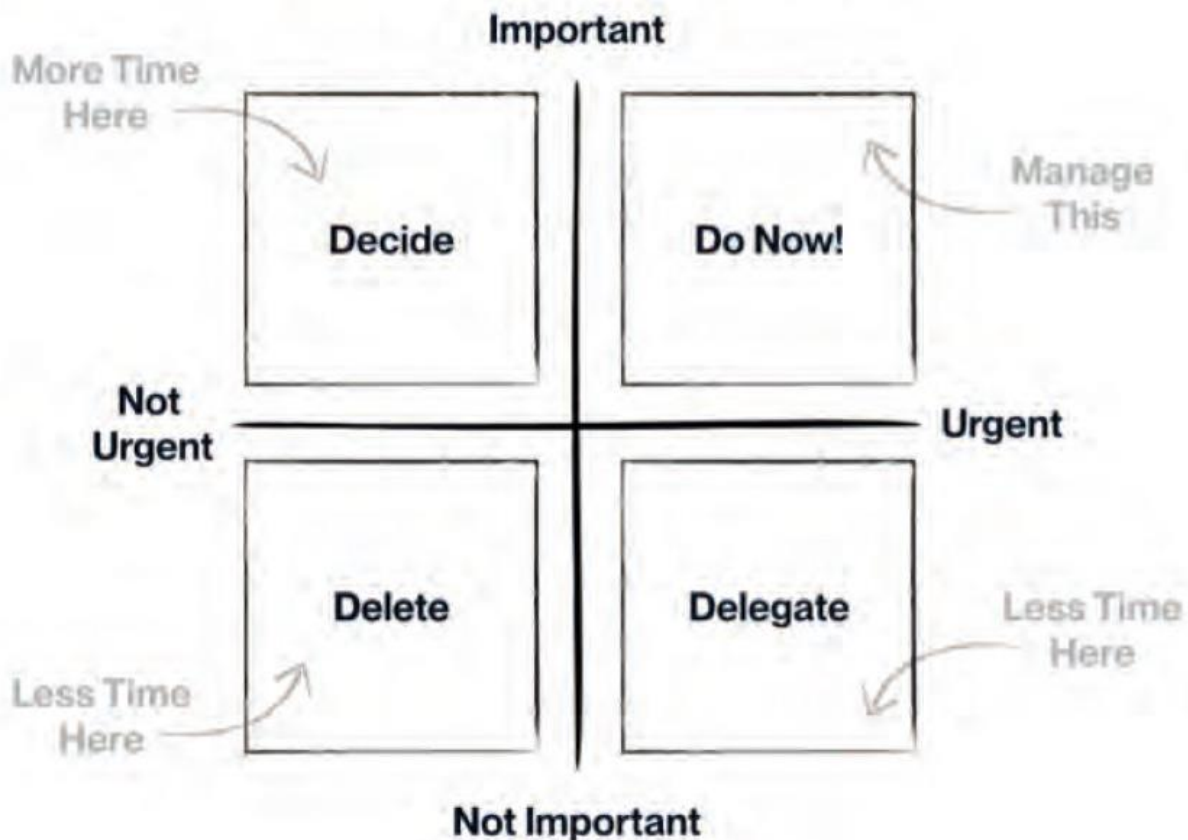 Important
More Time
Here
Manage
This
Decide
Do Now!
Not
Urgent
Urgent
Delete
Delegate
Less Time
Here
Less Time
Here
Not Important